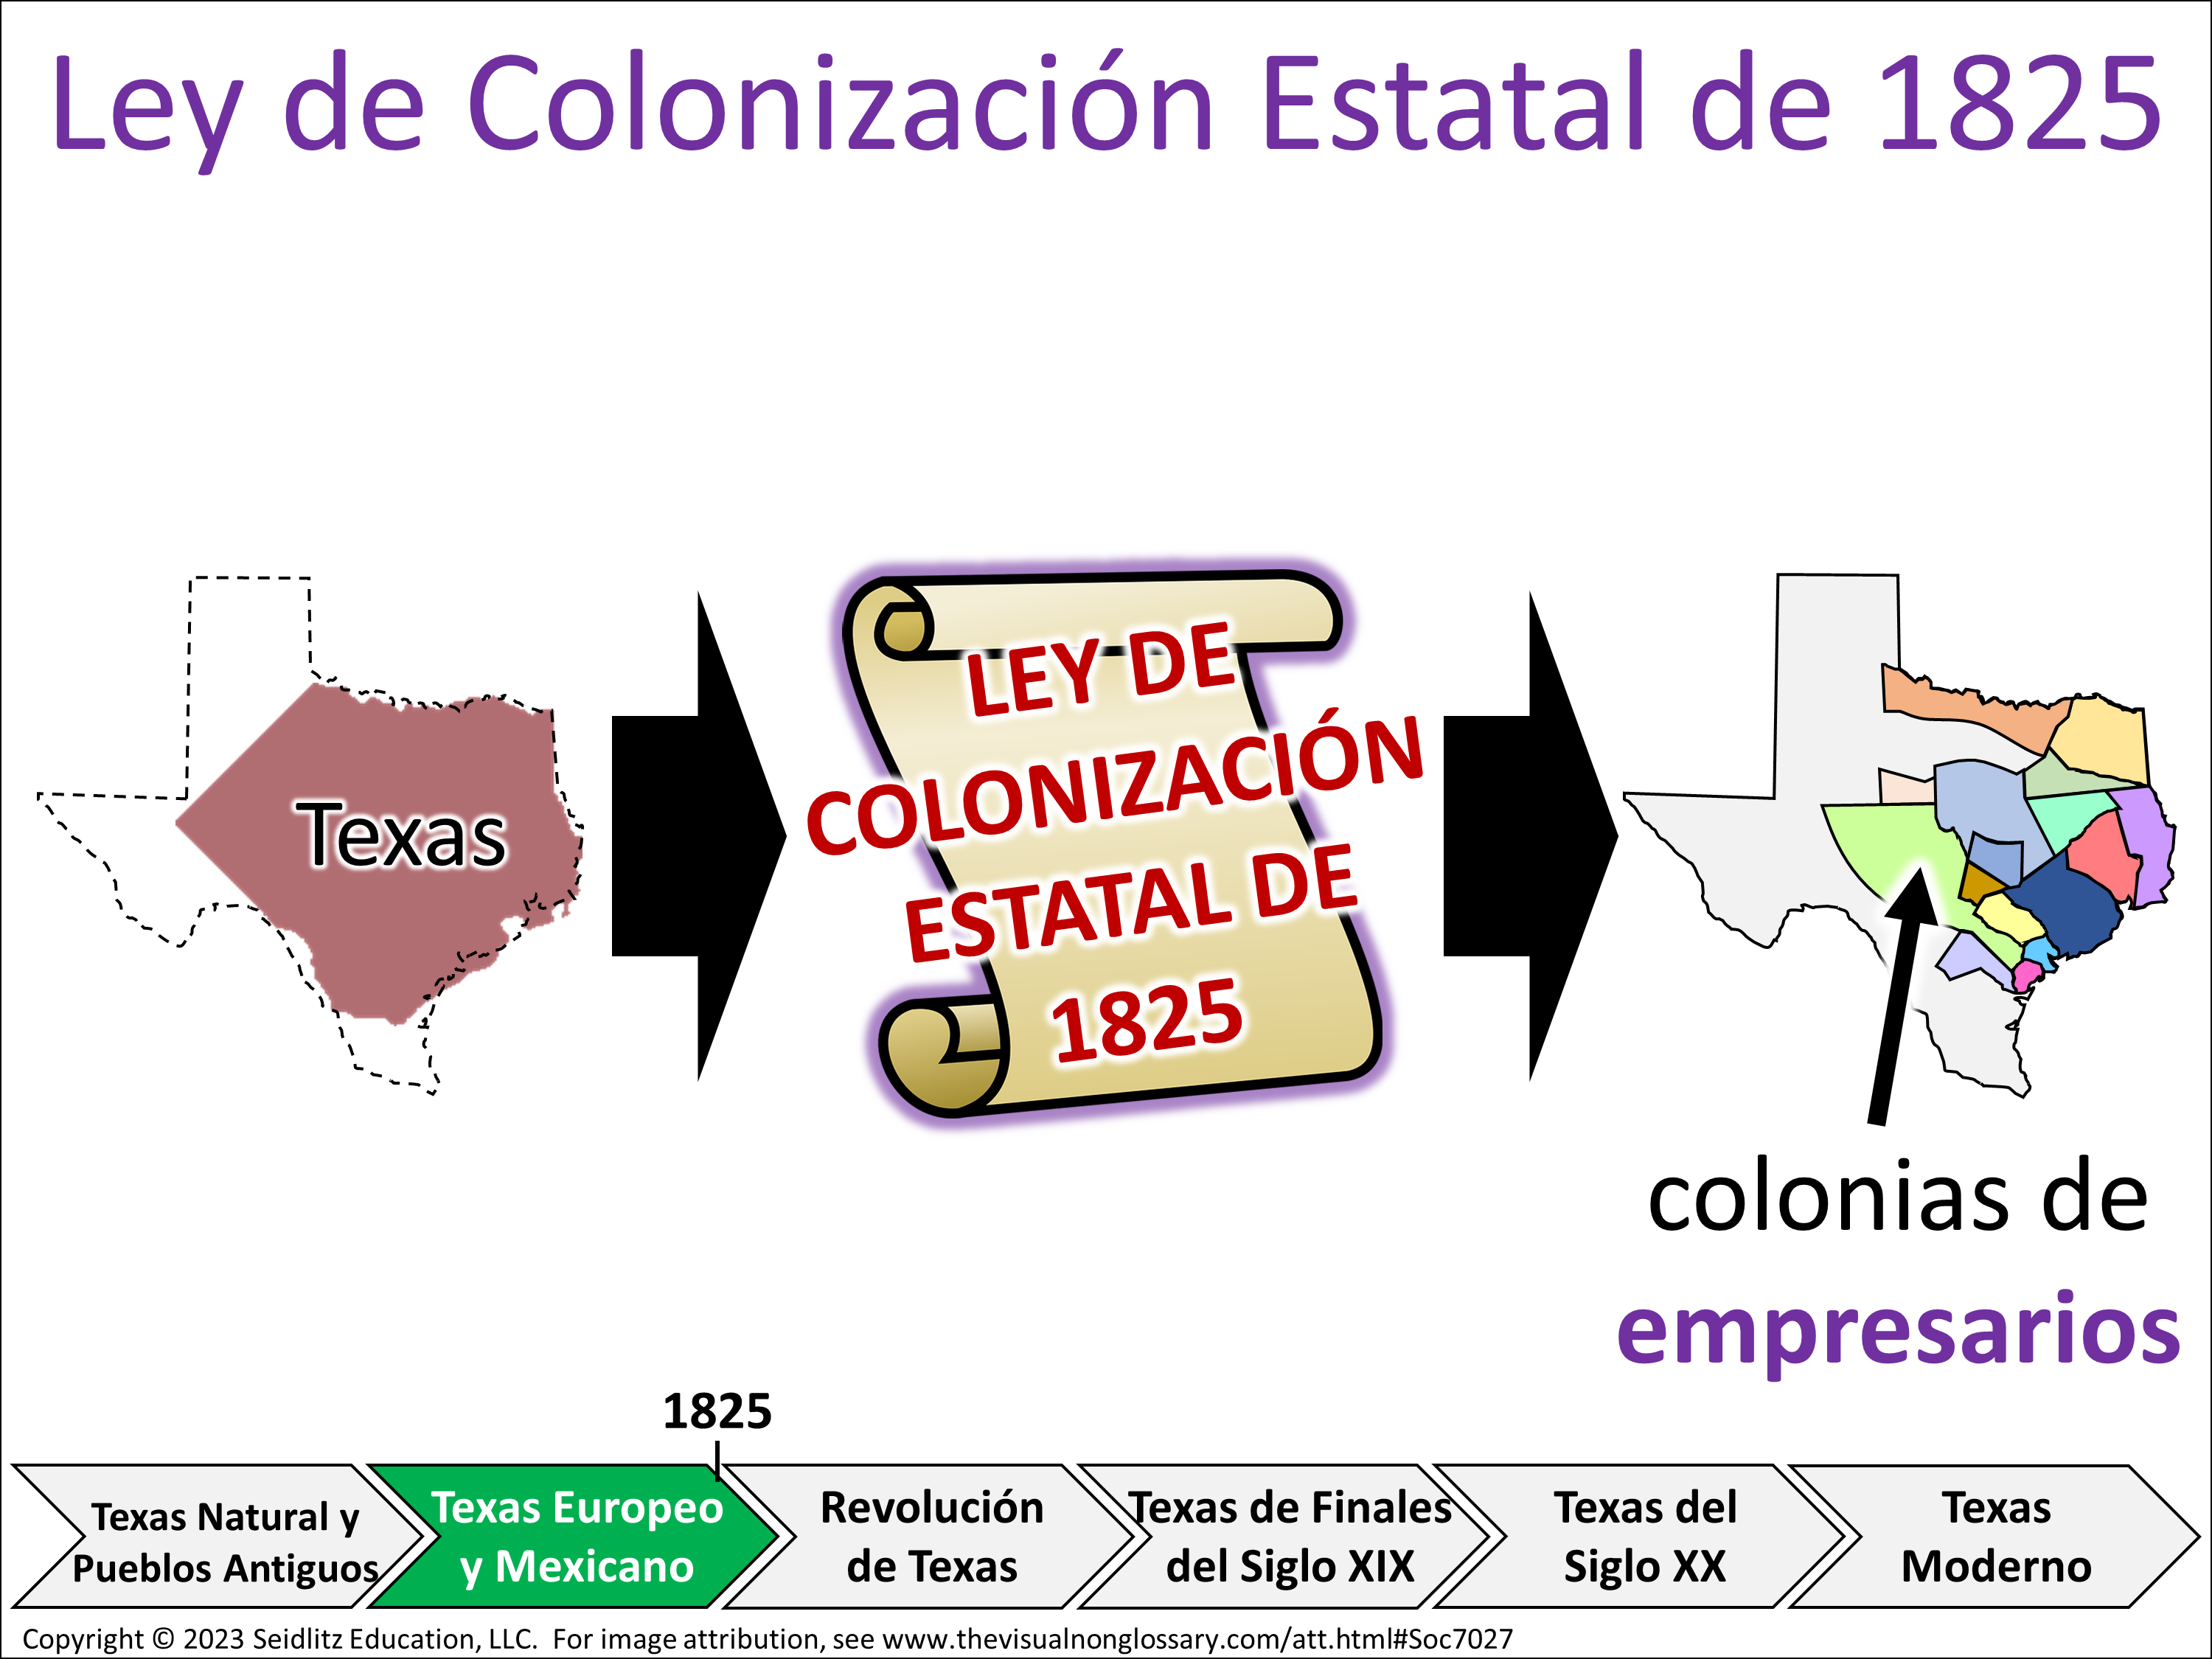 Ley de Colonización Estatal de 1825
Texas
LEY DE
COLONIZACIÓN
ESTATAL DE
1825
colonias de
empresarios
1825
Texas Natural y
Pueblos Antiguos
Texas Europeo
y Mexicano
Revolución
de Texas
Texas de Finales
del Siglo XIX
Texas del
Siglo XX
Texas
Moderno
Copyright © 2023 Seidlitz Education, LLC.  For image attribution, see www.thevisualnonglossary.com/att.html#Soc7027